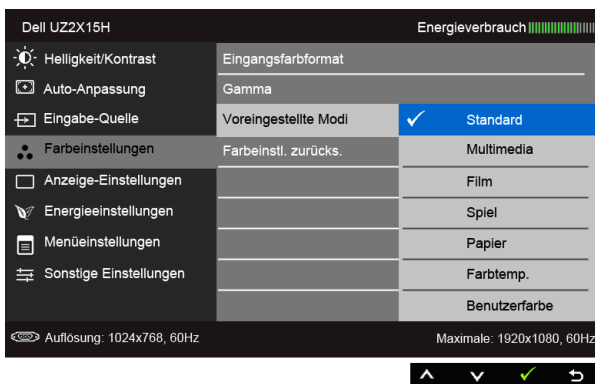 Dell UZ2X15H Energieverbrauch
Helligkeit/Kontrast Eingangsfarbformat
Auto-Anpassung Gamma
Eingabe-Quelle Voreingestellte Modi Standard
Farbeinstellungen Farbeinstl. zurücks. Multimedia
Anzeige-Einstellungen Film
Energieeinstellungen Spiel
Menüeinstellungen Papier
Sonstige Einstellungen Farbtemp.
Benutzerfarbe
Auflösung: 1024x768, 60Hz Maximale: 1920x1080, 60Hz